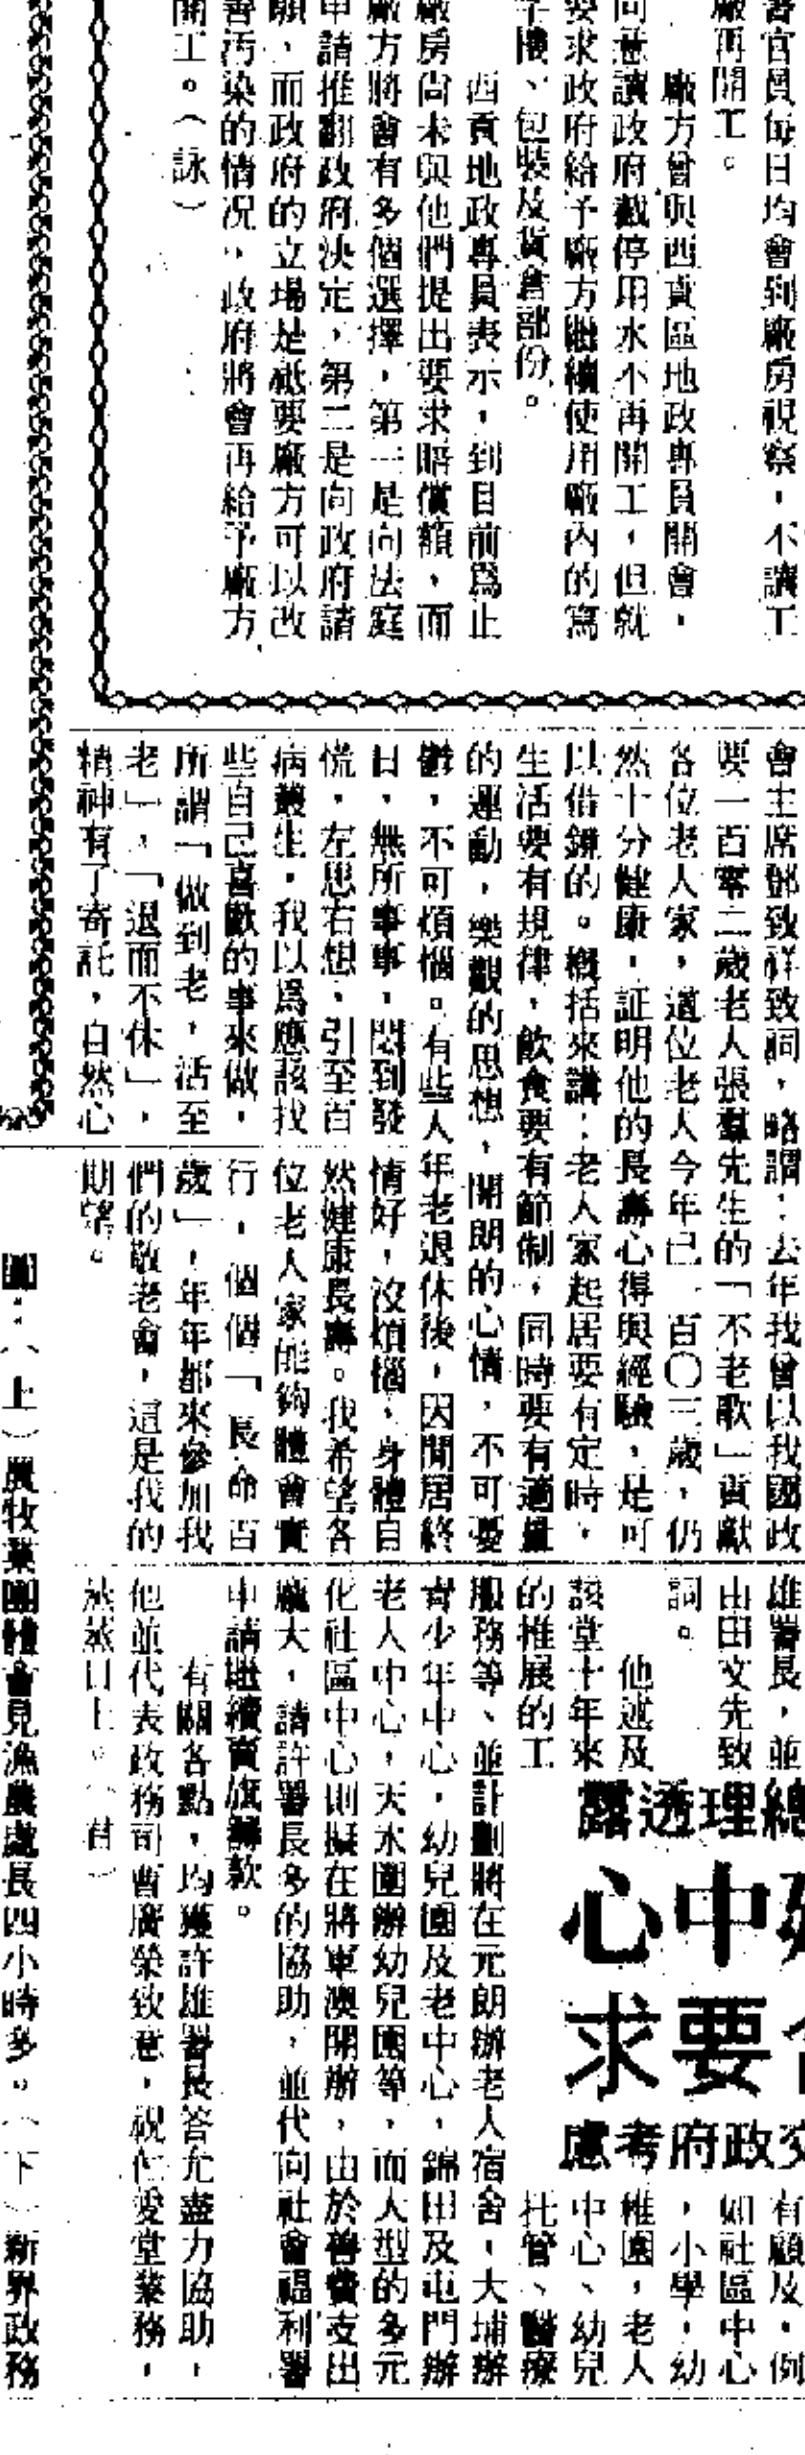 署官員每日均會到廠房視察，不讓工
廠再開工。
廠方曾與西貢區地政專員開會，
同意讓政府截停用水不再開工，但就
要求政府給予廠方繼續使用廠內的寫
字樓、包裝及貨倉部份。
西貢地政專員表示，到目前爲止
廠房尚未與他們提出要求賠償額，而
廠方將會有多個選擇，第一是向法庭
申請推翻政府決定，第二是向政府請
願，而政府的立場是祗要廠方可以改
善汚染的情況，政府將會再給予廠方
開工。（詠）
會主席鄧致祥致詞，略謂：去年我曾以我國政
要一百零二歲老人張羣先生的「不老歌」貢獻
各位老人家，這位老人今年已一百〇三歲，仍
然十分健康，証明他的長壽心得與經驗，是可
以借鏡的。概括來講：老人家起居要有定時，
生活要有規律，飲食要有節制，同時要有適量
的運動，樂觀的思想，開朗的心情，不可憂
鬱，不可煩惱。有些人年老退休後，因閒居終
日，無所事事，悶到發
慌，左思右想，引至百
病叢生，我以爲應該找
些自己喜歡的事來做，
所謂「做到老，活至
老」，「退而不休」，
精神有了寄託，自然心
情好，沒煩惱，身體自
然健康長壽。我希望各
位老人家能夠體會實
行，個個「長命百
歲」，年年都來參加我
們的敬老會，這是我的
期望。
總理透露
中心
要求
交政府考慮
雄署長，並
由田文先致
詞。
他述及
該堂十年來
的推展的工
有顧及，例
如社區中心
，小學，幼
稚園，老人
中心、幼兒
托管、醫療
服務等、並計劃將在元朗辦老人宿舍，大埔辦
靑少年中心，幼兒園及老中心，錦田及屯門辦
老人中心，天水圍辦幼兒園等，而大型的多元
化社區中心則擬在將軍澳開辦，由於善費支出
龐大，請許署長多的協助，並代向社會福利署
申請繼續賣旗籌款。
有關各點，均獲許雄署長答允盡力協助，
他並代表政務司曹廣榮致意，祝仁愛堂業務，
蒸蒸日上。
圖：（上）農牧業團體會見漁農處長四小時多。（下）新界政務